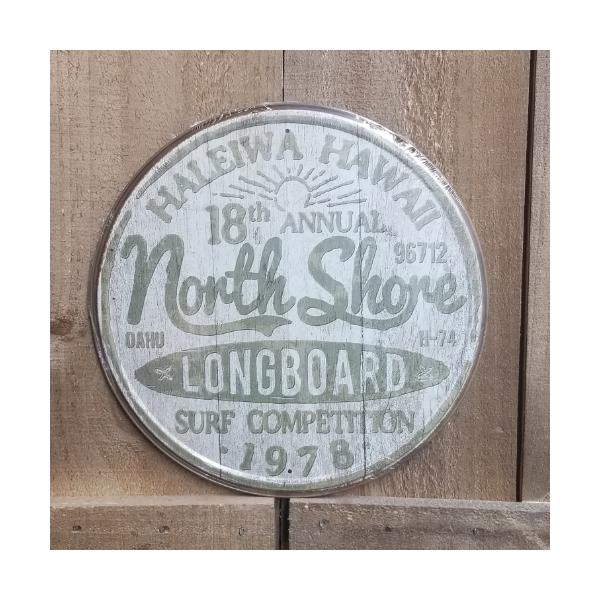 HALEIWA HAWAII
18th ANNUAL
96712
North Shore
OAHU H-74
LONGBOARD
SURF COMPETITION
· 1978 ·